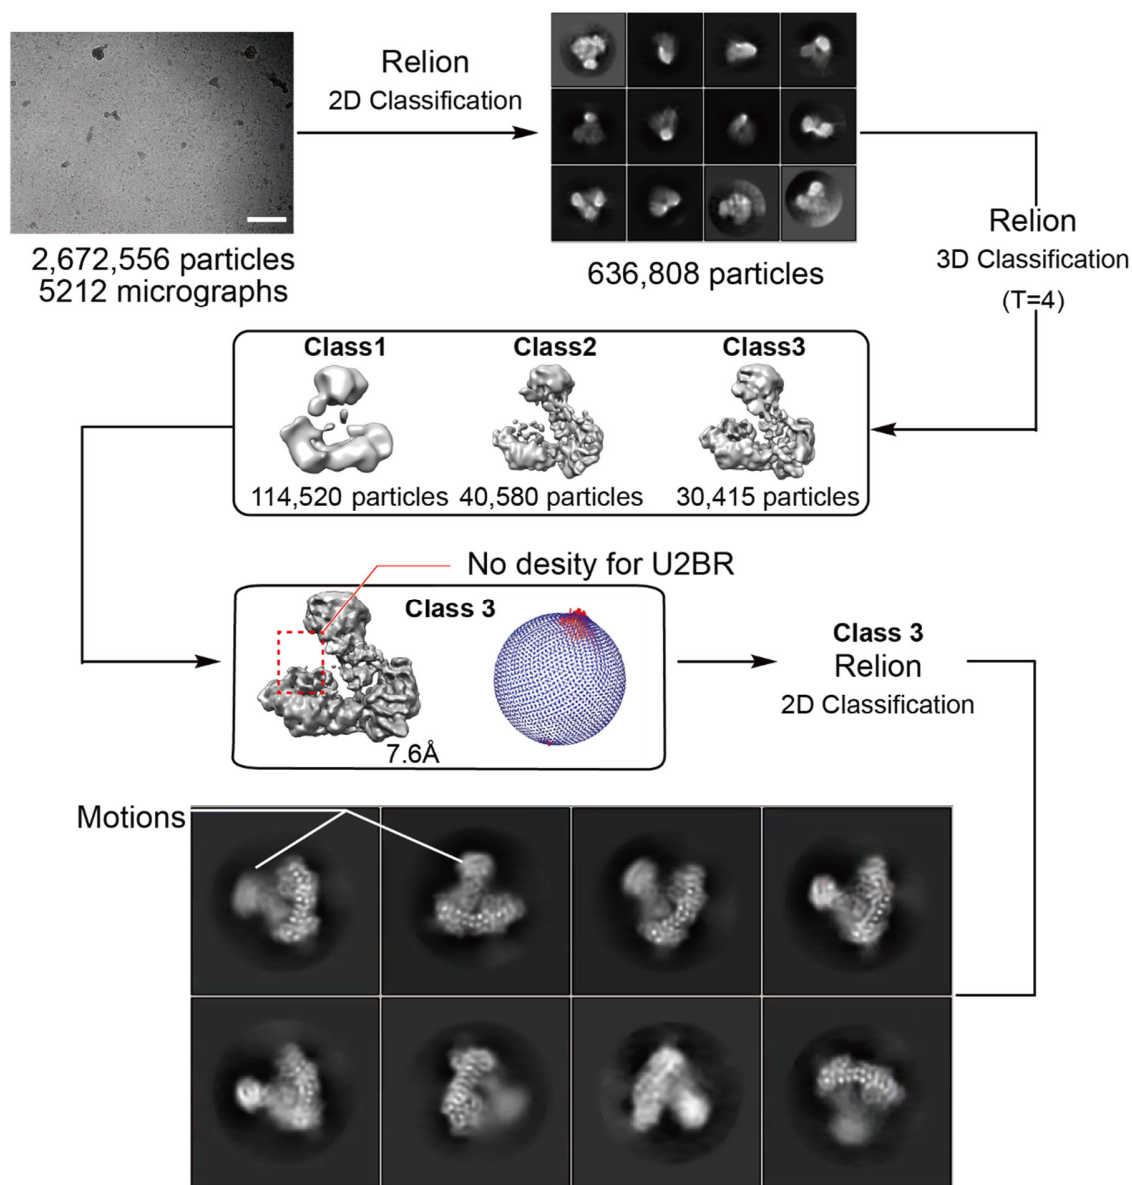 Relion
2D Classification
2,672,556 particles
5212 micrographs
636,808 particles
Relion
3D Classification
(T=4)
Class1
Class2
Class3
114,520 particles
40,580 particles
30,415 particles
No desity for U2BR
Class 3
7.6Å
Class 3
Relion
2D Classification
Motions